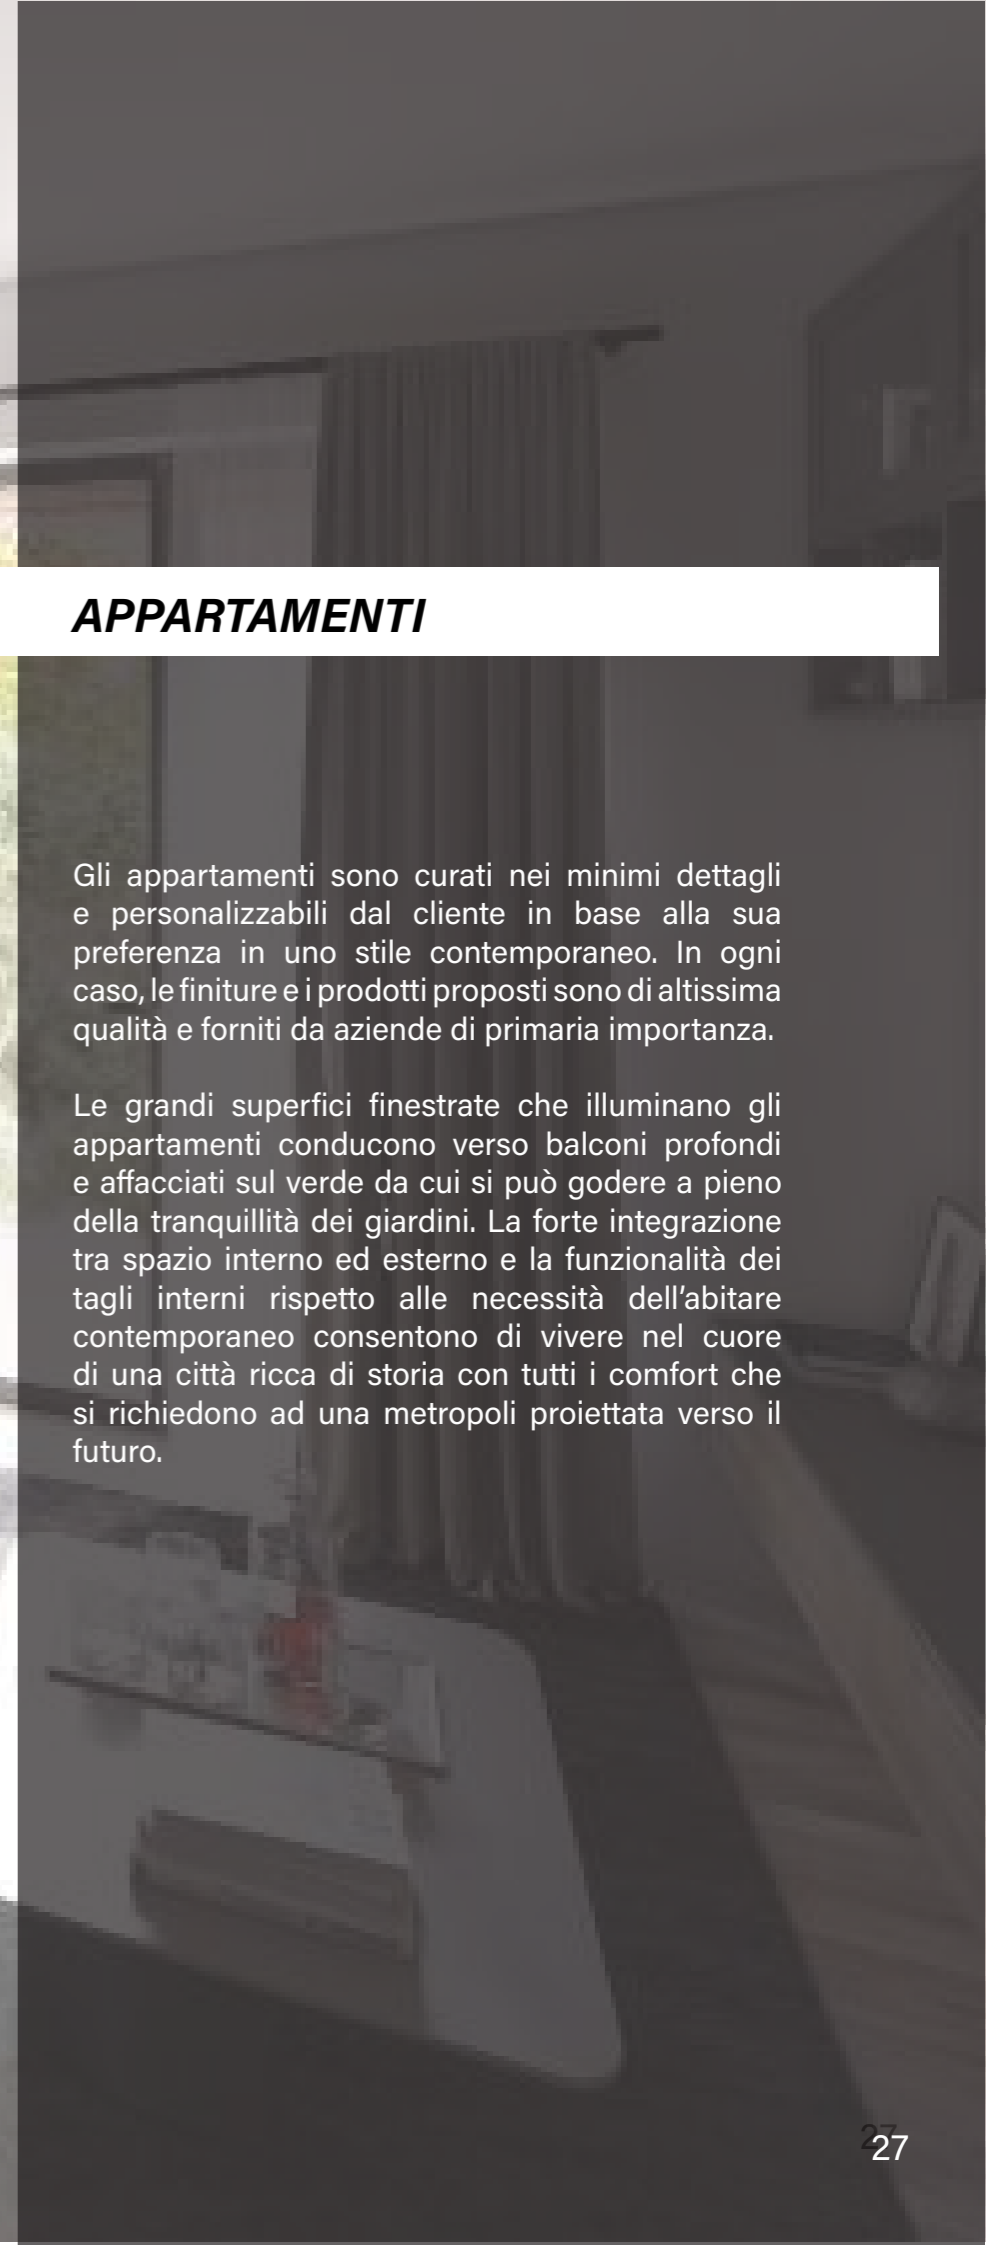 APPARTAMENTI
Gli appartamenti sono curati nei minimi dettagli
e personalizzabili dal cliente in base alla sua
preferenza in uno stile contemporaneo. In ogni
caso, le finiture e i prodotti proposti sono di altissima
qualità e forniti da aziende di primaria importanza.
Le grandi superfici finestrate che illuminano gli
appartamenti conducono verso balconi profondi
e affacciati sul verde da cui si può godere a pieno
della tranquillità dei giardini. La forte integrazione
tra spazio interno ed esterno e la funzionalità dei
tagli interni rispetto alle necessità dell’abitare
contemporaneo consentono di vivere nel cuore
di una città ricca di storia con tutti i comfort che
si richiedono ad una metropoli proiettata verso il
futuro.
27
27